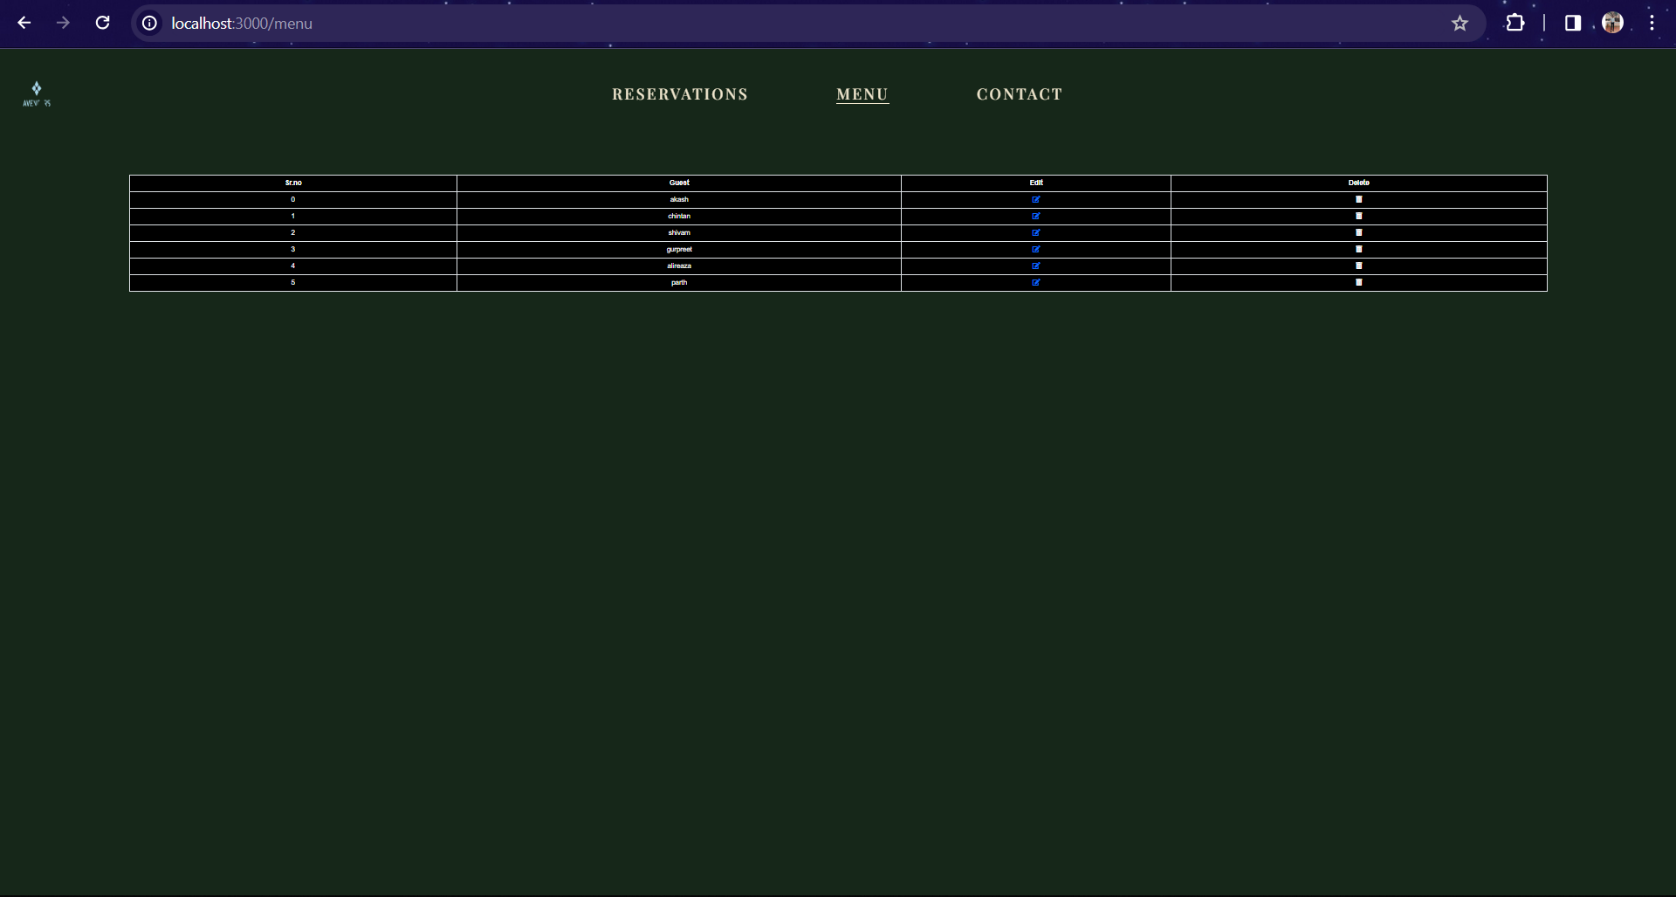 localhost:3000/menu
RESERVATIONS MENU CONTACT
Sr.no Guest Edit Delete
0 akash
1 chintan
2 shivam
3 gurpreet
4 alireaza
5 parth